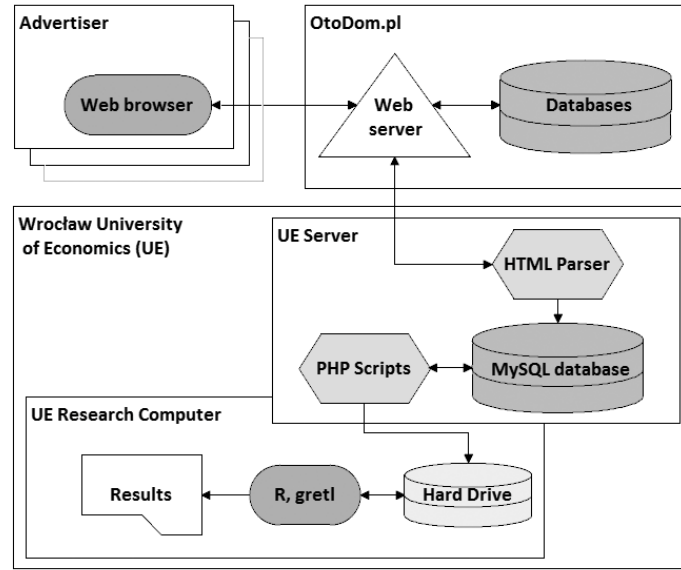 Advertiser
OtoDom.pl
Web browser
Web
server
Databases
Wrocław University
of Economics (UE)
UE Server
HTML Parser
PHP Scripts
MySQL database
UE Research Computer
Results
R, gretl
Hard Drive